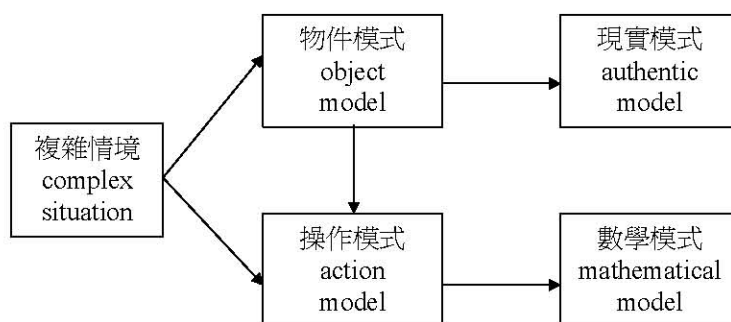 複雜情境
complex
situation
物件模式
object
model
現實模式
authentic
model
操作模式
action
model
數學模式
mathematical
model